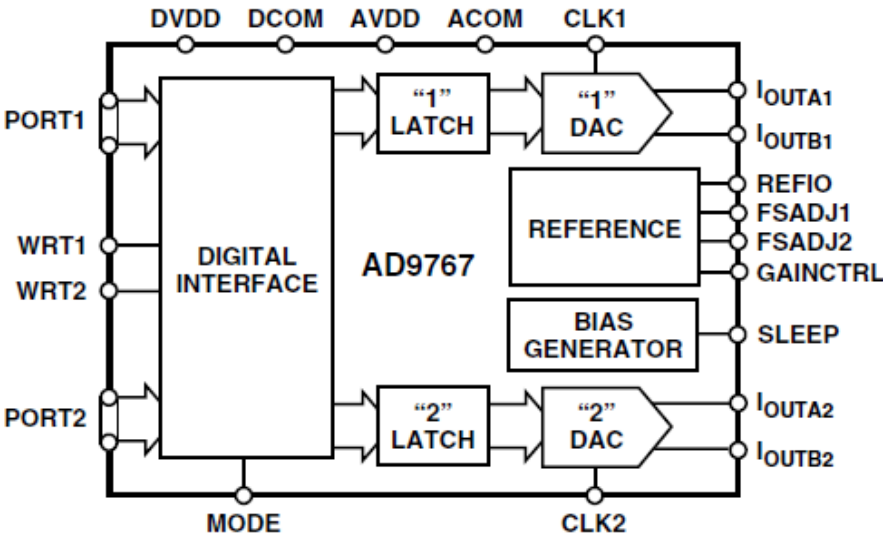 DVDD DCOM AVDD ACOM CLK1
PORT1
“1”
LATCH
“1”
DAC
IOUTA1
IOUTB1
REFIO
FSADJ1
FSADJ2
GAINCTRL
REFERENCE
WRT1
WRT2
DIGITAL
INTERFACE
AD9767
BIAS
GENERATOR
SLEEP
PORT2
“2”
LATCH
“2”
DAC
IOUTA2
IOUTB2
MODE
CLK2